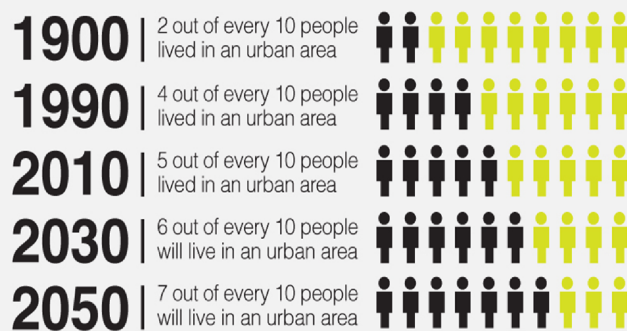 1900
2 out of every 10 people
lived in an urban area
1990
4 out of every 10 people
lived in an urban area
2010
5 out of every 10 people
lived in an urban area
2030
6 out of every 10 people
will live in an urban area
2050
7 out of every 10 people
will live in an urban area